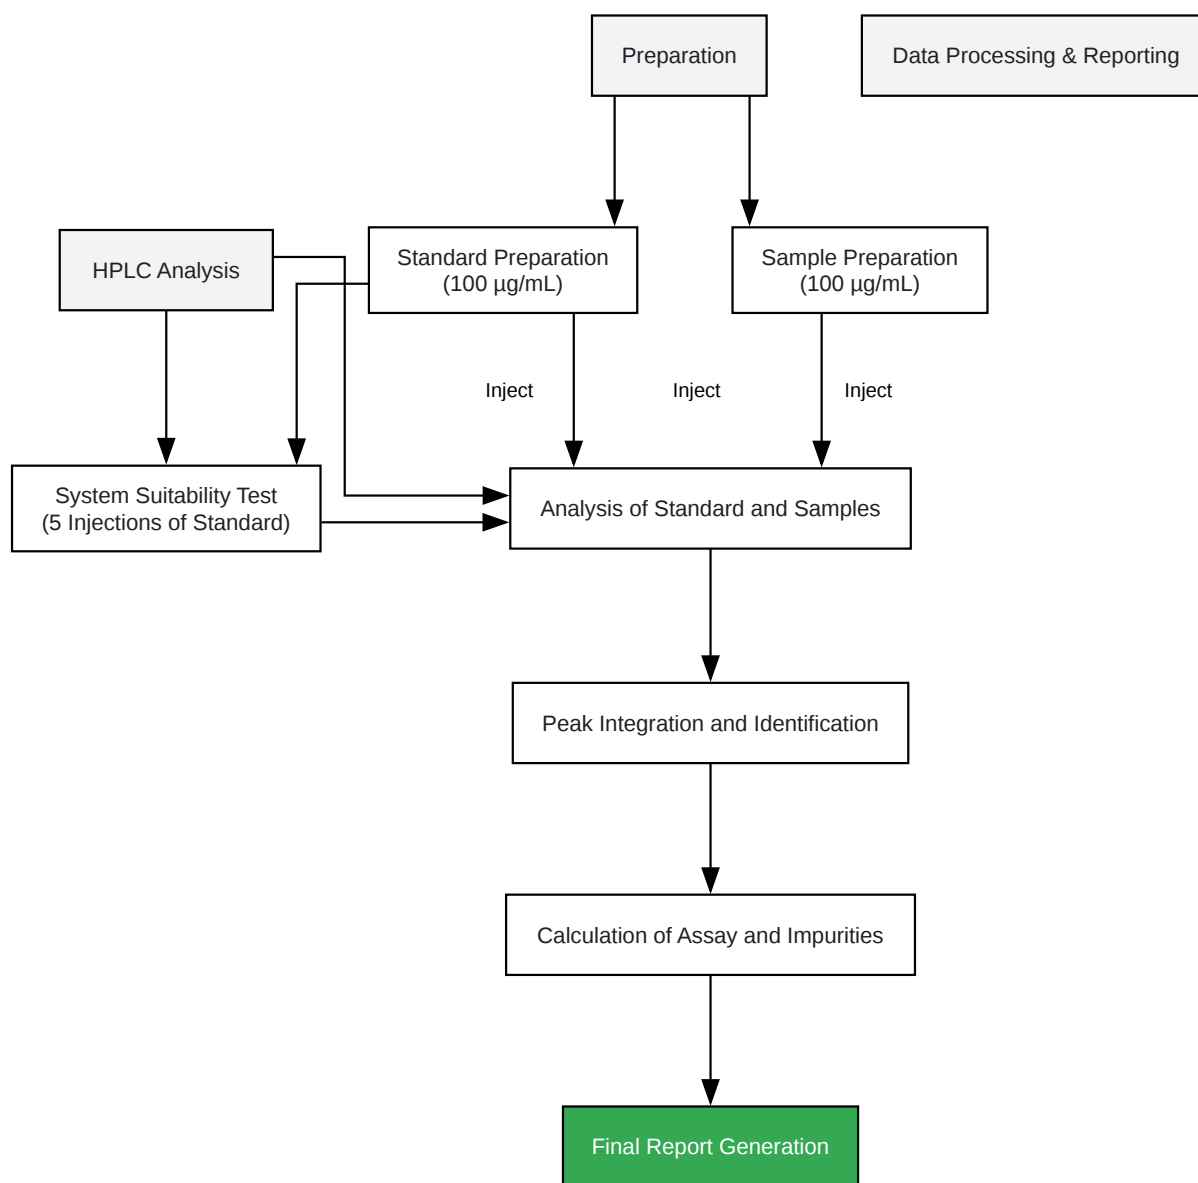 Preparation
Data Processing & Reporting
HPLC Analysis
Standard Preparation
(100 µg/mL)
Sample Preparation
(100 µg/mL)
Inject
Inject
Inject
System Suitability Test
(5 Injections of Standard)
Analysis of Standard and Samples
Peak Integration and Identification
Calculation of Assay and Impurities
Final Report Generation